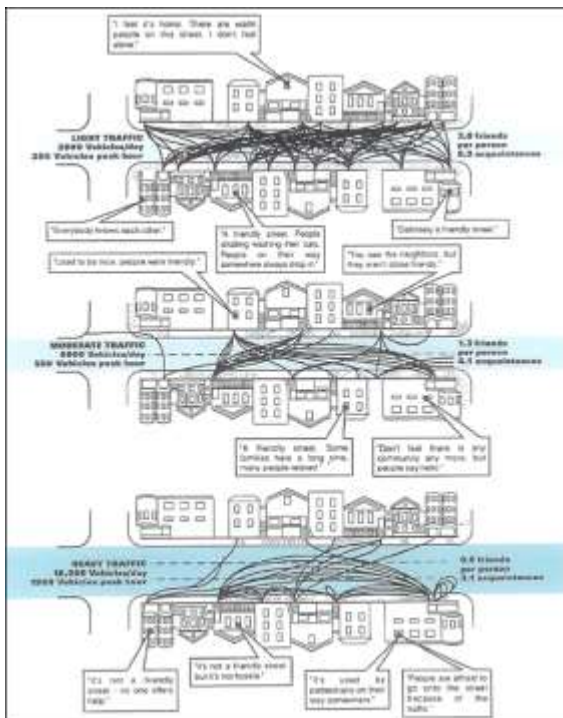 "I feel it's home. There are warm
people on this street. I don't feel
alone."
LIGHT TRAFFIC
2000 Vehicles/day
200 Vehicles peak hour
3.0 friends
per person
6.3 acquaintances
"Everybody knows each other."
"A friendly street. People
chatting washing their cars.
People on their way
somewhere always drop in."
"Definitely a friendly street."
"Used to be nice, people were friendly."
"You see the neighbors, but
they aren't close friends."
MODERATE TRAFFIC
8000 Vehicles/day
550 Vehicles peak hour
1.3 friends
per person
4.1 acquaintances
"A friendly street. Some
families here a long time,
many people related."
"Don't feel there is any
community any more, but
people say hello."
HEAVY TRAFFIC
16,000 Vehicles/day
1900 Vehicles peak hour
0.9 friends
per person
3.1 acquaintances
"It's not a friendly
street - no one offers
help."
"It's not a friendly street
but it's not hostile."
"It's used by
pedestrians on their
way somewhere."
"People are afraid to
go onto the street
because of the
traffic."